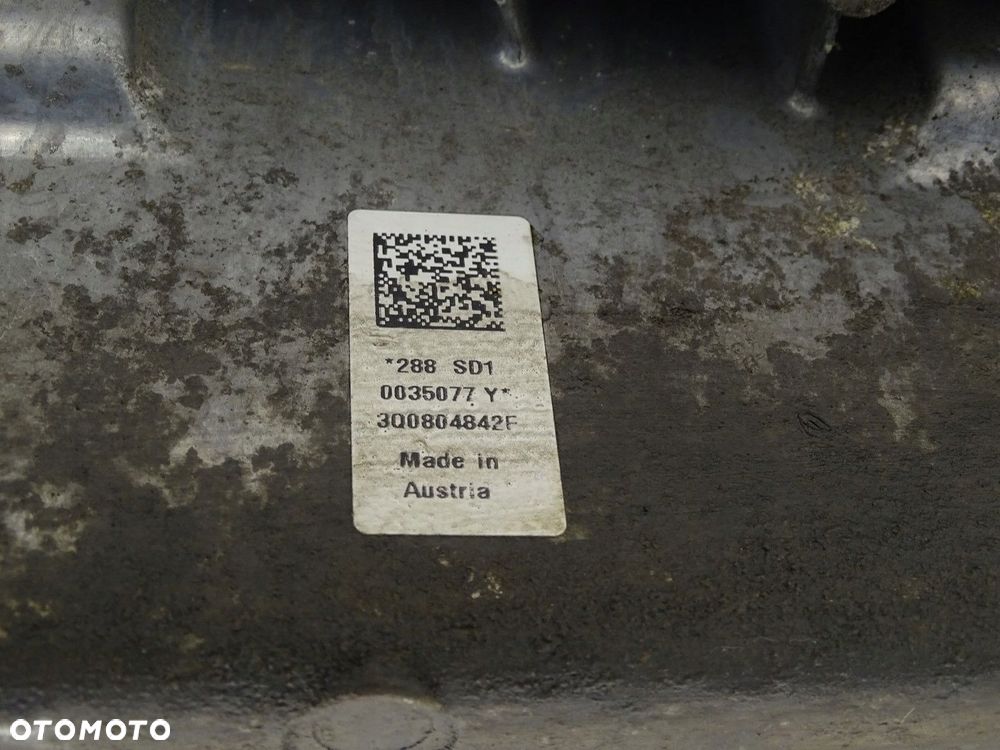 *288 SD1
0035077 Y*
3Q0804842F
Made in
Austria
OTOMOTO